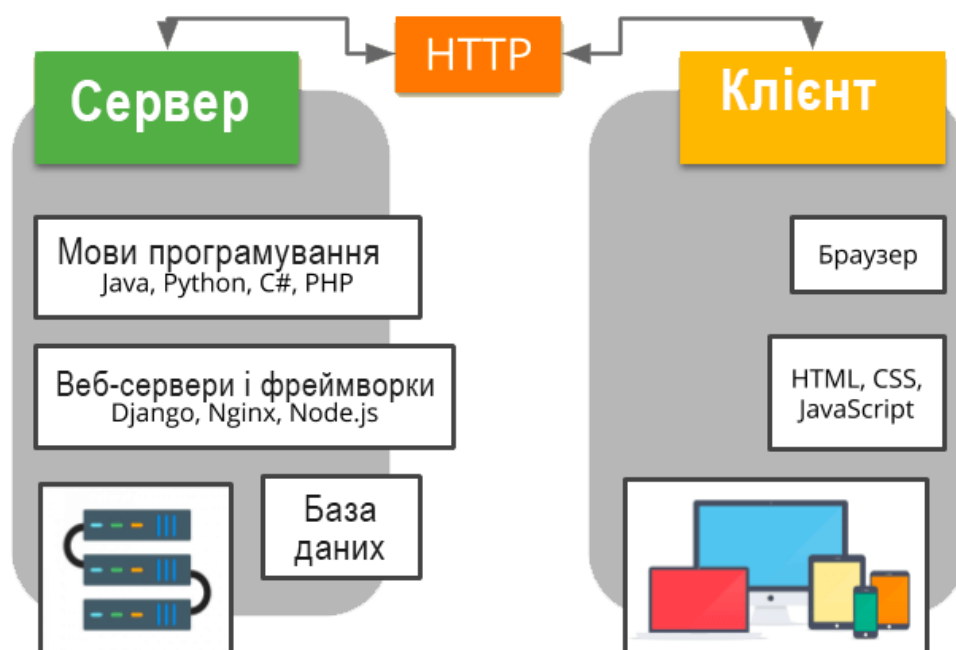 HTTP
Сервер
Клієнт
Мови програмування
Java, Python, C#, PHP
Веб-сервери і фреймворки
Django, Nginx, Node.js
База
даних
Браузер
HTML, CSS,
JavaScript